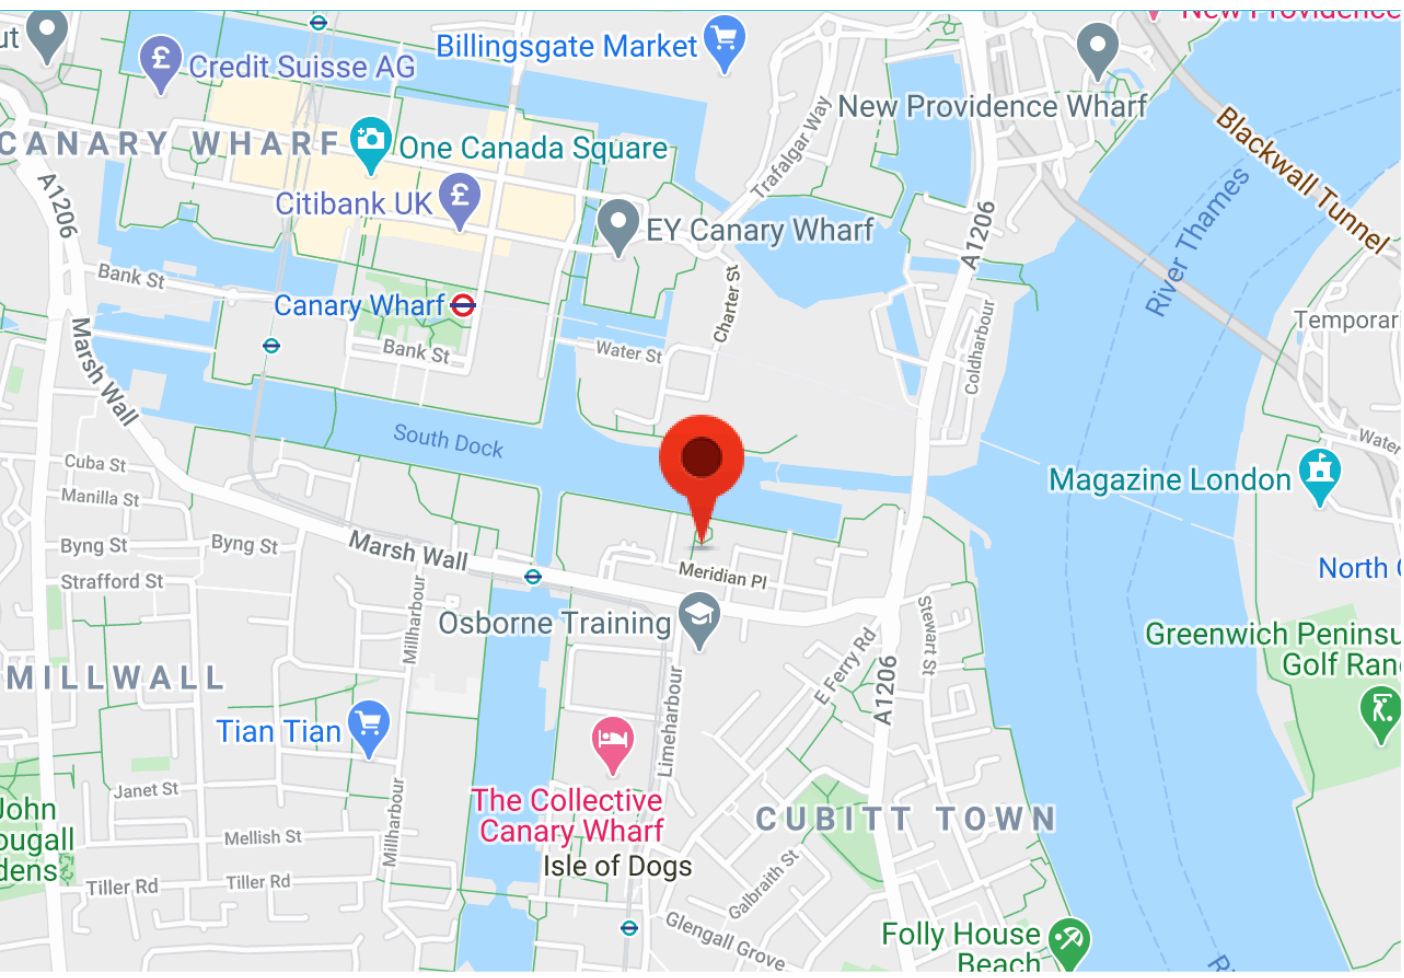 New Providence
Billingsgate Market
ut
Credit Suisse AG
New Providence Wharf
Blackwall Tunnel
CANARY WHARF
One Canada Square
Trafalgar Way
A1206
Citibank UK
EY Canary Wharf
A1206
River Thames
Bank St
Canary Wharf
Charter St
Coldharbour
Temporari
Marsh Wall
Bank St
Water St
South Dock
Water
Cuba St
Manilla St
Magazine London
Byng St
Byng St
Marsh Wall
Strafford St
Meridian Pl
North
Millharbour
Osborne Training
Stewart St
Greenwich Peninsu
Golf Ran
E Ferry Rd
A1206
MILLWALL
Tian Tian
Limeharbour
Janet St
The Collective
Canary Wharf
John
ougall
dens
Millharbour
CUBITT TOWN
Mellish St
Isle of Dogs
Tiller Rd
Tiller Rd
Galbraith St
Glengall Grove
Folly House
Beach